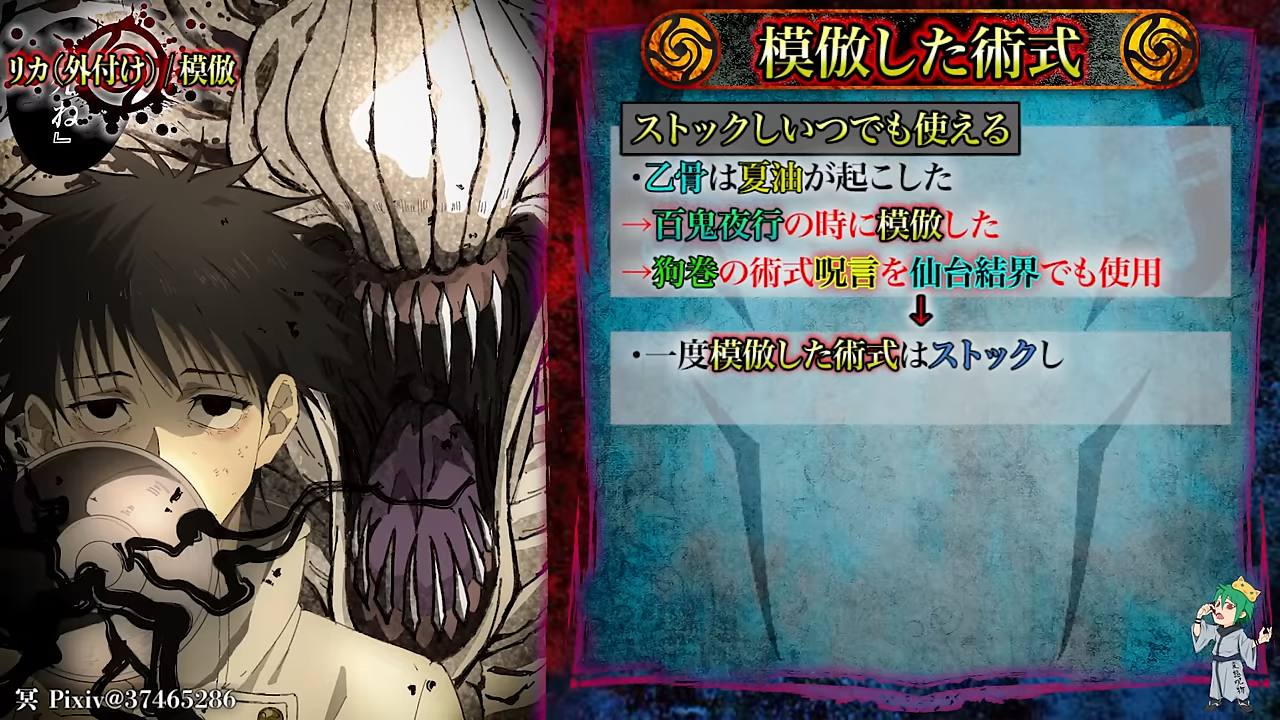 リカ(外付け)/模倣
ね』
模倣した術式
ストックしいつでも使える
・乙骨は夏油が起こした
→百鬼夜行の時に模倣した
→狗巻の術式呪言を仙台結界でも使用
↓
・一度模倣した術式はストックし
冥 Pixiv@37465286